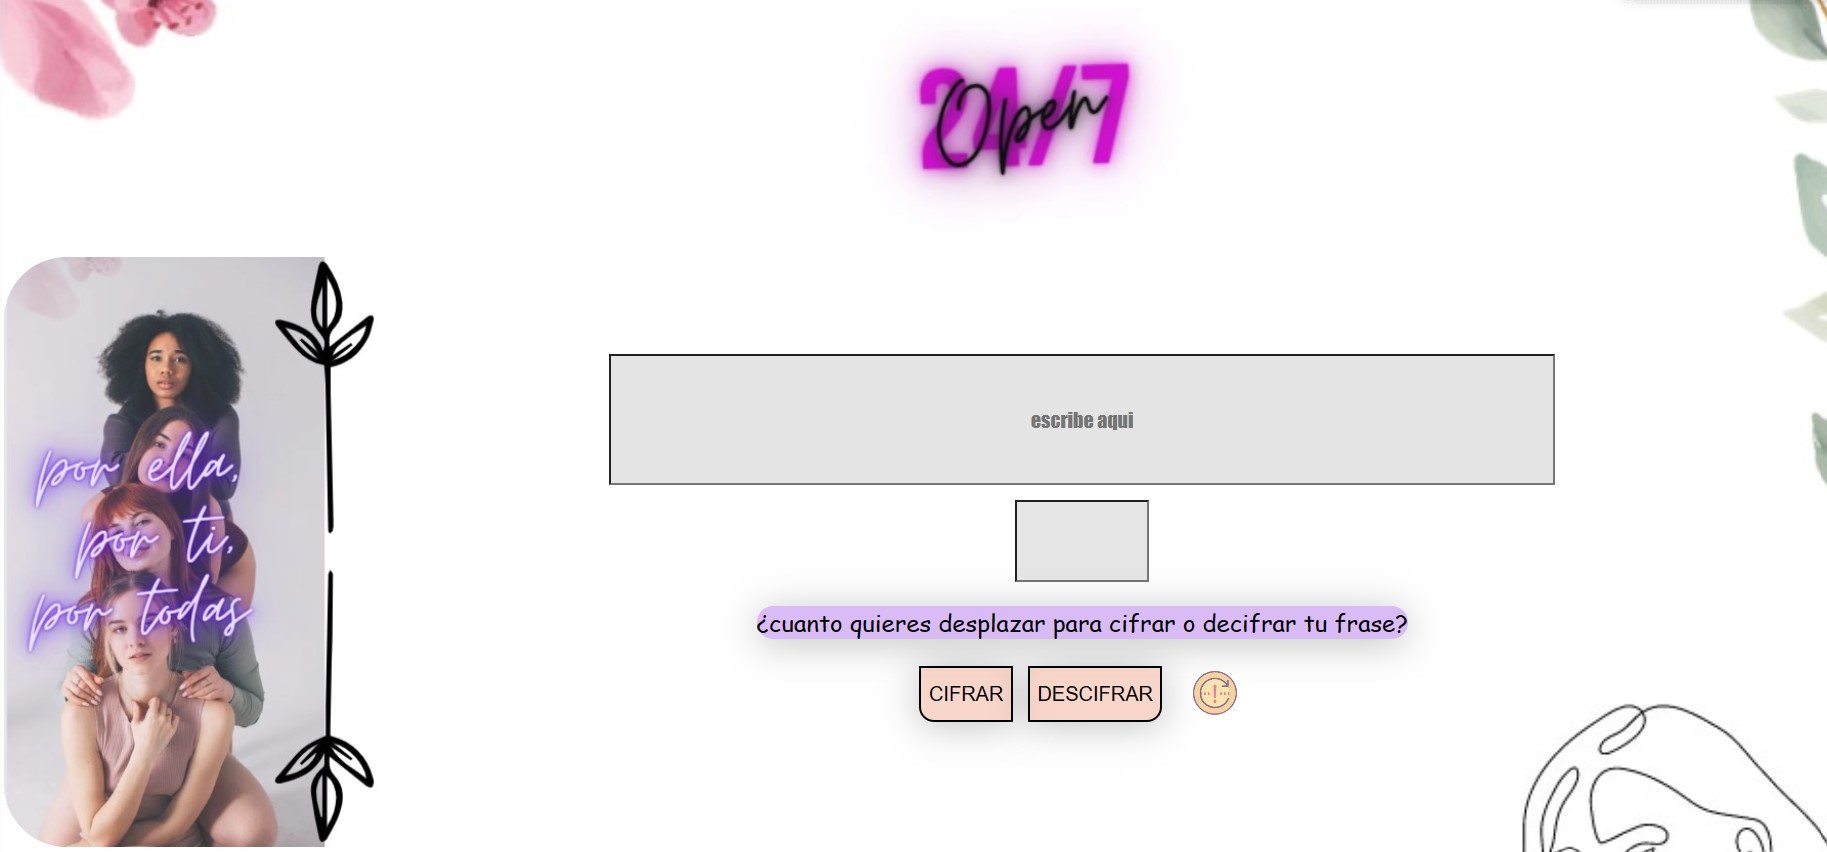 24/7
Open
escribe aqui
por ella,
por ti,
por todas
¿cuanto quieres desplazar para cifrar o decifrar tu frase?
CIFRAR DESCIFRAR